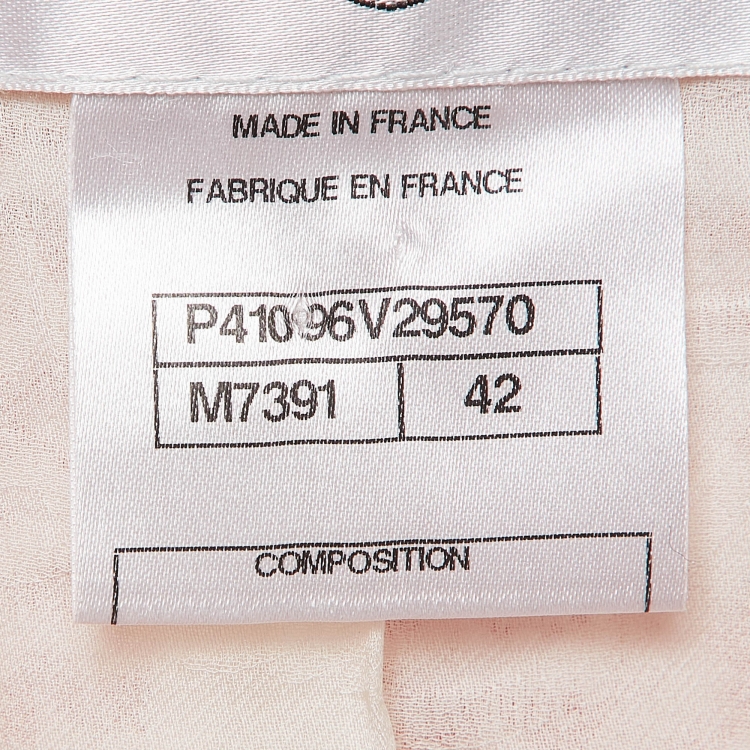 MADE IN FRANCE
FABRIQUE EN FRANCE
P41096V29570
M7391 42
COMPOSITION